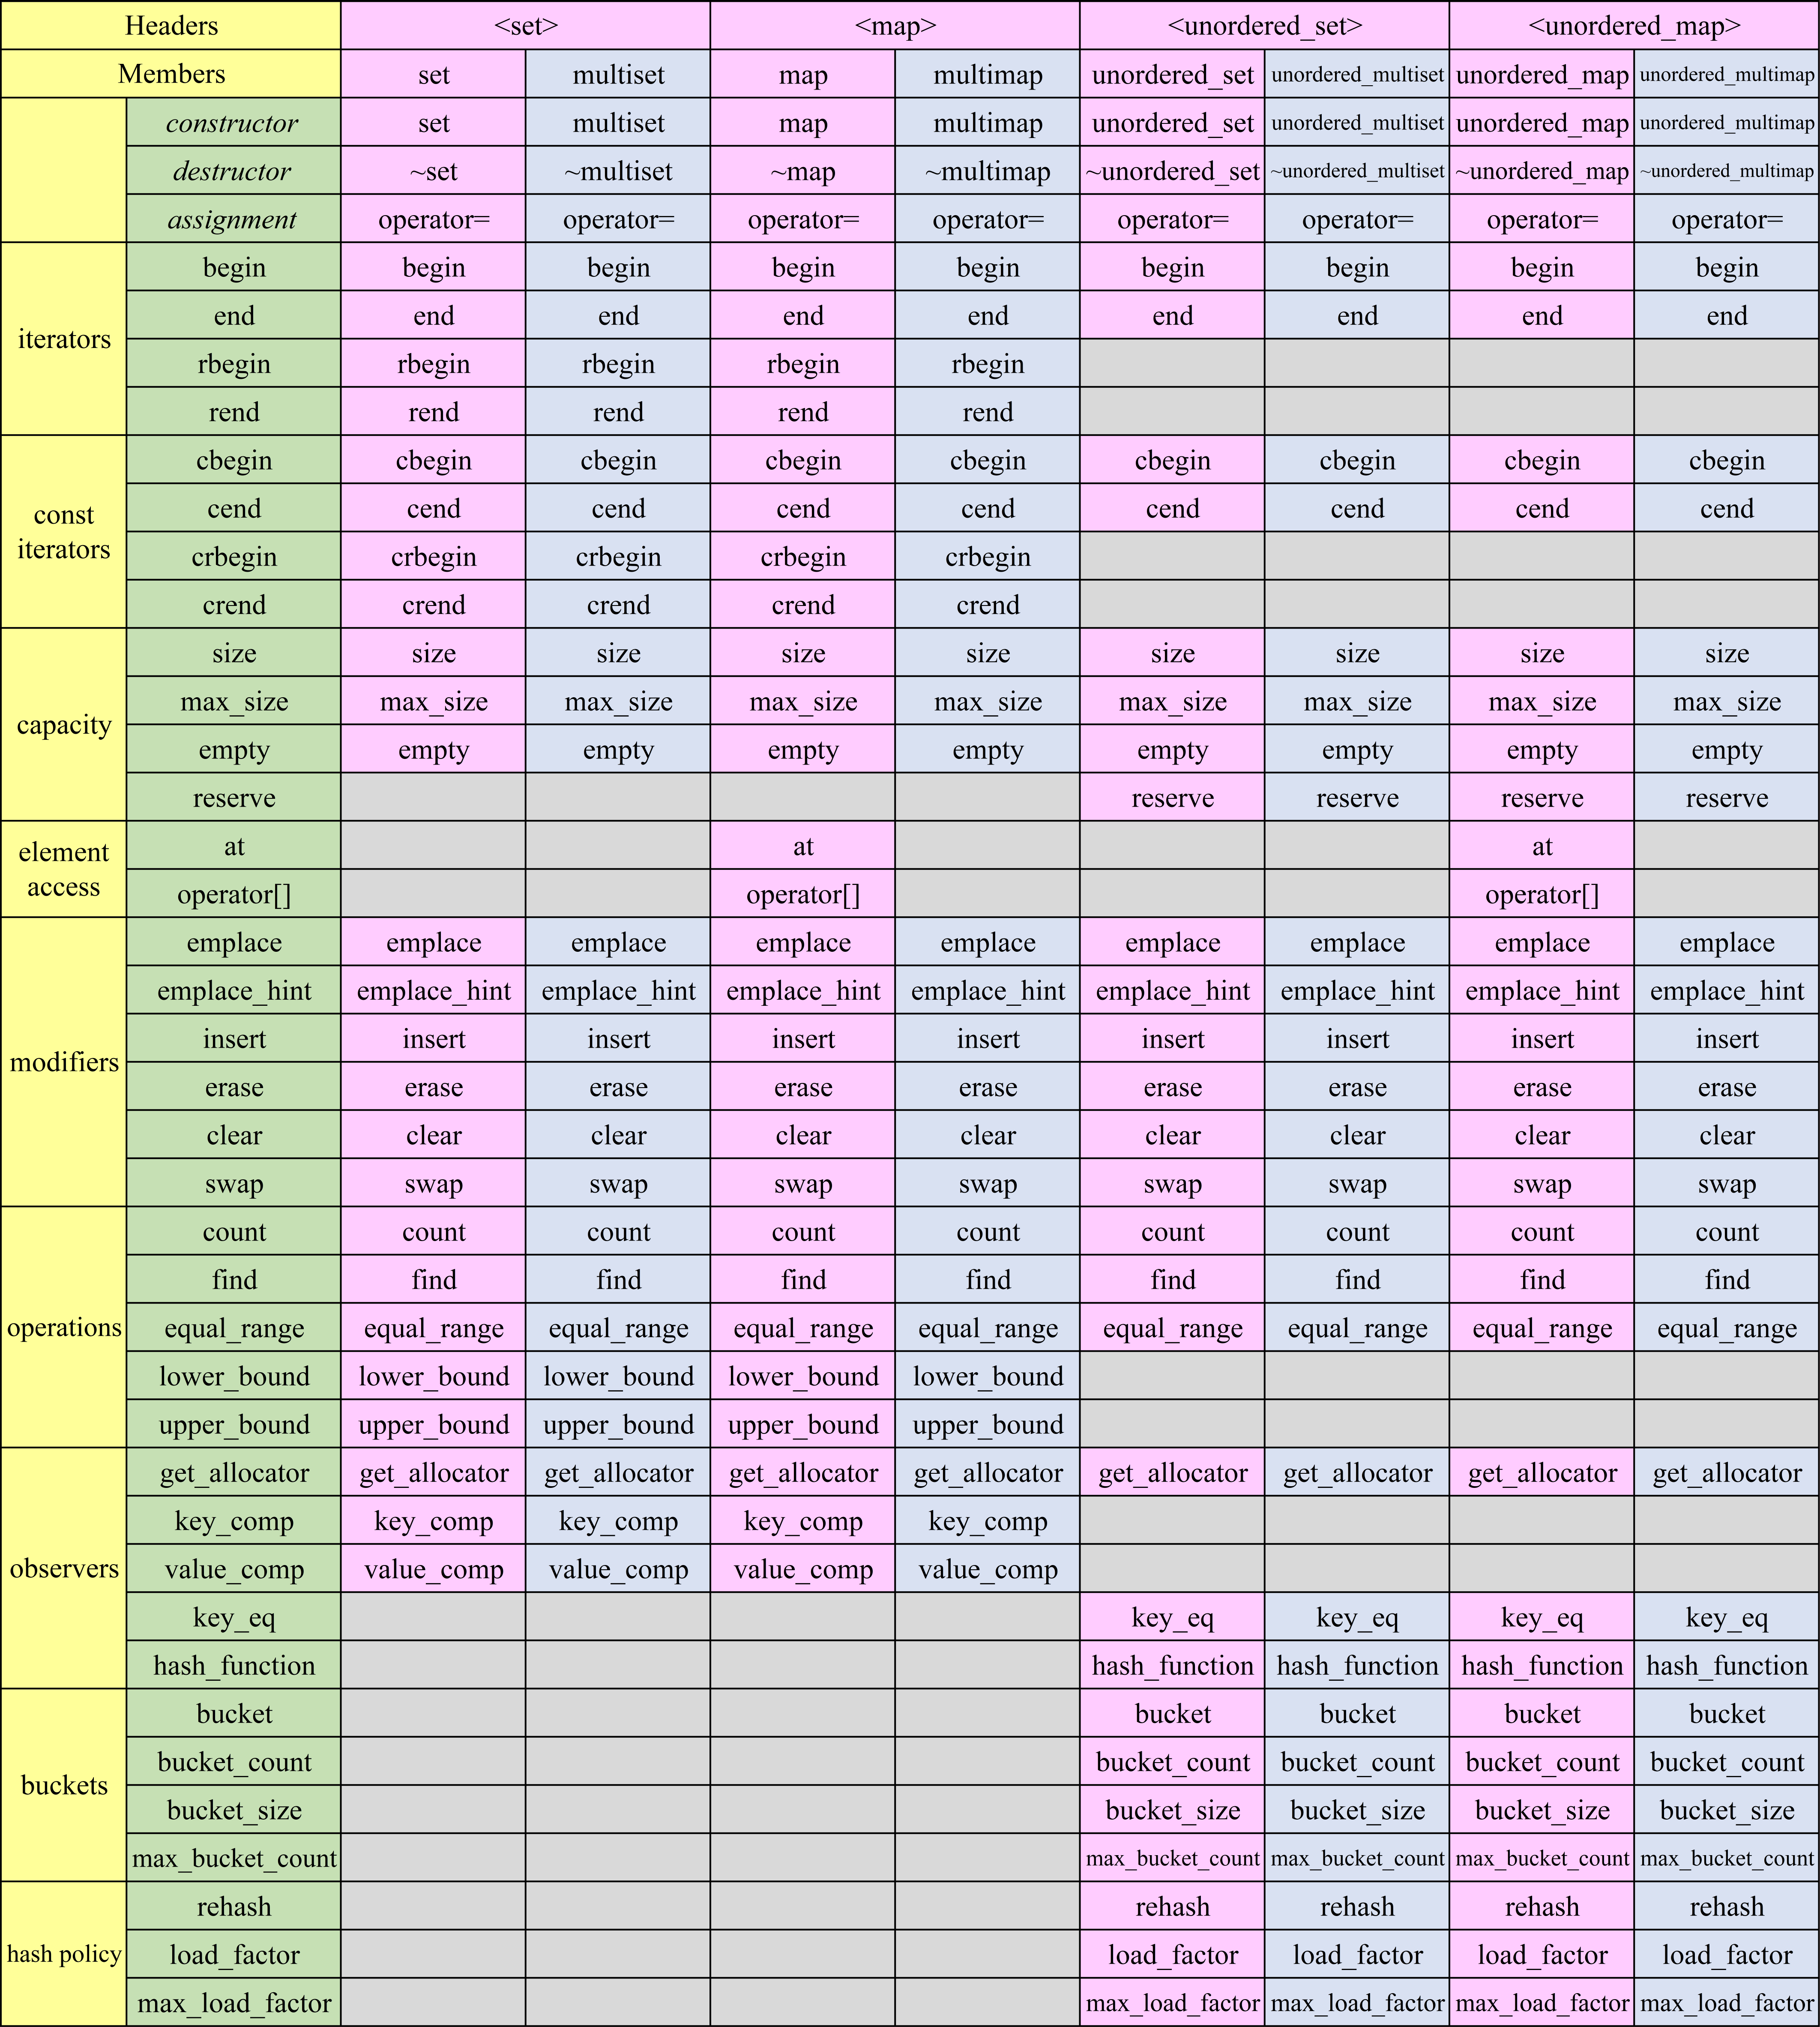 Headers <set> <map> <unordered_set> <unordered_map>
Members set multiset map multimap unordered_set unordered_multiset unordered_map unordered_multimap
constructor set multiset map multimap unordered_set unordered_multiset unordered_map unordered_multimap
destructor ~set ~multiset ~map ~multimap ~unordered_set ~unordered_multiset ~unordered_map ~unordered_multimap
assignment operator= operator= operator= operator= operator= operator= operator= operator=
iterators
begin begin begin begin begin begin begin begin begin
end end end end end end end end end
rbegin rbegin rbegin rbegin rbegin
rend rend rend rend rend
const
iterators
cbegin cbegin cbegin cbegin cbegin cbegin cbegin cbegin cbegin
cend cend cend cend cend cend cend cend cend
crbegin crbegin crbegin crbegin crbegin
crend crend crend crend crend
capacity
size size size size size size size size size
max_size max_size max_size max_size max_size max_size max_size max_size max_size
empty empty empty empty empty empty empty empty empty
reserve reserve reserve reserve reserve
element
access
at at at
operator[] operator[] operator[]
modifiers
emplace emplace emplace emplace emplace emplace emplace emplace emplace
emplace_hint emplace_hint emplace_hint emplace_hint emplace_hint emplace_hint emplace_hint emplace_hint emplace_hint
insert insert insert insert insert insert insert insert insert
erase erase erase erase erase erase erase erase erase
clear clear clear clear clear clear clear clear clear
swap swap swap swap swap swap swap swap swap
operations
count count count count count count count count count
find find find find find find find find find
equal_range equal_range equal_range equal_range equal_range equal_range equal_range equal_range equal_range
lower_bound lower_bound lower_bound lower_bound lower_bound
upper_bound upper_bound upper_bound upper_bound upper_bound
observers
get_allocator get_allocator get_allocator get_allocator get_allocator get_allocator get_allocator get_allocator get_allocator
key_comp key_comp key_comp key_comp key_comp
value_comp value_comp value_comp value_comp value_comp
key_eq key_eq key_eq key_eq key_eq
hash_function hash_function hash_function hash_function hash_function
buckets
bucket bucket bucket bucket bucket
bucket_count bucket_count bucket_count bucket_count bucket_count
bucket_size bucket_size bucket_size bucket_size bucket_size
max_bucket_count max_bucket_count max_bucket_count max_bucket_count max_bucket_count
hash policy
rehash rehash rehash rehash rehash
load_factor load_factor load_factor load_factor load_factor
max_load_factor max_load_factor max_load_factor max_load_factor max_load_factor